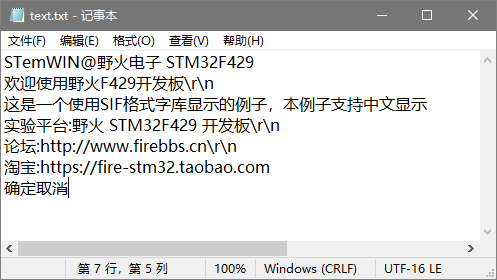 text.txt - 记事本
文件(F) 编辑(E) 格式(O) 查看(V) 帮助(H)
STemWIN@野火电子 STM32F429
欢迎使用野火F429开发板\r\n
这是一个使用SIF格式字库显示的例子，本例子支持中文显示
实验平台:野火 STM32F429 开发板\r\n
论坛:http://www.firebbs.cn\r\n
淘宝:https://fire-stm32.taobao.com
确定取消
第 7 行，第 5 列 100% Windows (CRLF) UTF-16 LE